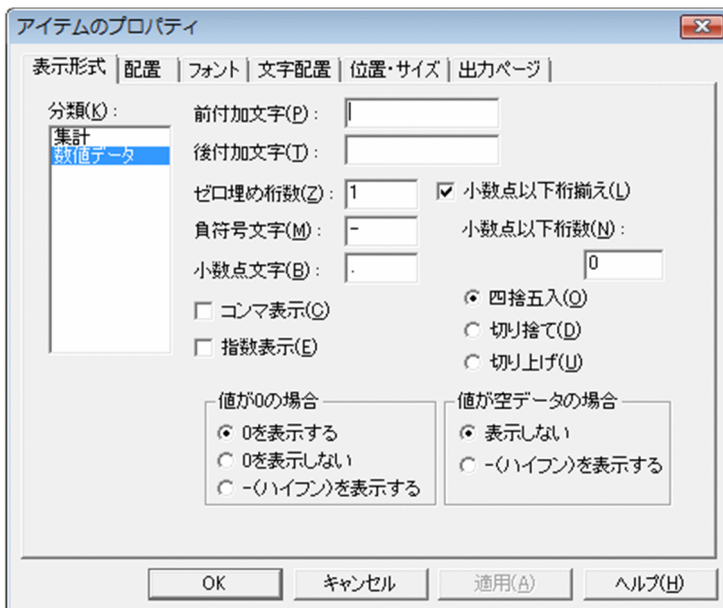 アイテムのプロパティ
表示形式 配置 フォント 文字配置 位置・サイズ 出力ページ
分類(K):
集計
数値データ
前付加文字(P):
後付加文字(T):
ゼロ埋め桁数(Z): 1
負符号文字(M): -
小数点文字(B): .
コンマ表示(C)
指数表示(E)
小数点以下桁揃え(L)
小数点以下桁数(N):
0
四捨五入(O)
切り捨て(D)
切り上げ(U)
値が0の場合
0を表示する
0を表示しない
-(ハイフン)を表示する
値が空データの場合
表示しない
-(ハイフン)を表示する
OK キャンセル 適用(A) ヘルプ(H)